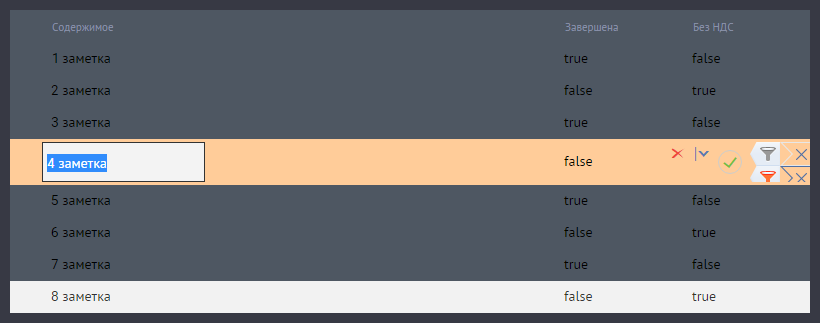 Содержимое Завершена Без НДС
1 заметка true false
2 заметка false true
3 заметка true false
4 заметка false
5 заметка true false
6 заметка false true
7 заметка true false
8 заметка false true